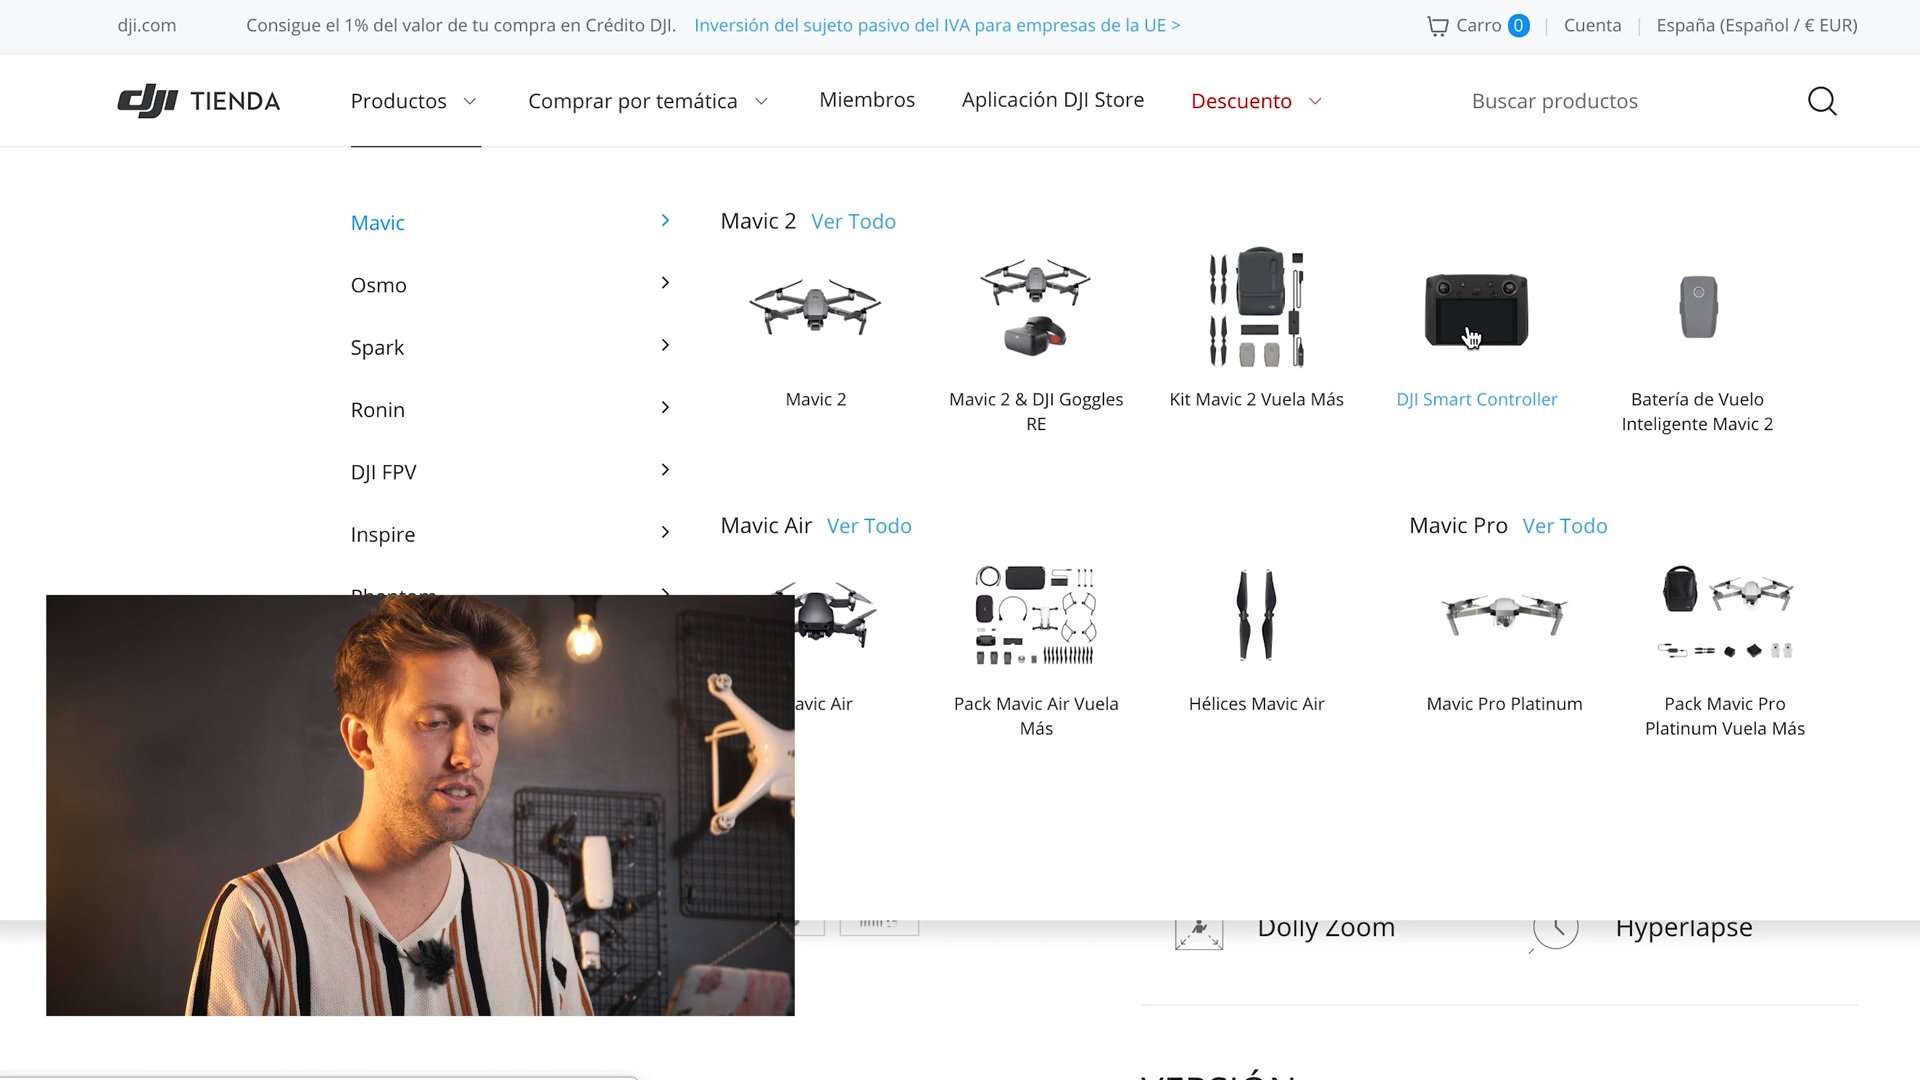 dji.com
Consigue el 1% del valor de tu compra en Crédito DJI.
Inversión del sujeto pasivo del IVA para empresas de la UE >
Carro 0
Cuenta
España (Español / € EUR)
dji TIENDA
Productos
Comprar por temática
Miembros
Aplicación DJI Store
Descuento
Buscar productos
Mavic
Osmo
Spark
Ronin
DJI FPV
Inspire
Phantom
Mavic 2 Ver Todo
Mavic 2
Mavic 2 & DJI Goggles
RE
Kit Mavic 2 Vuela Más
DJI Smart Controller
Batería de Vuelo
Inteligente Mavic 2
Mavic Air Ver Todo
avic Air
Pack Mavic Air Vuela
Más
Hélices Mavic Air
Mavic Pro Ver Todo
Mavic Pro Platinum
Pack Mavic Pro
Platinum Vuela Más
Dolly Zoom
Hyperlapse
VERSIÓN